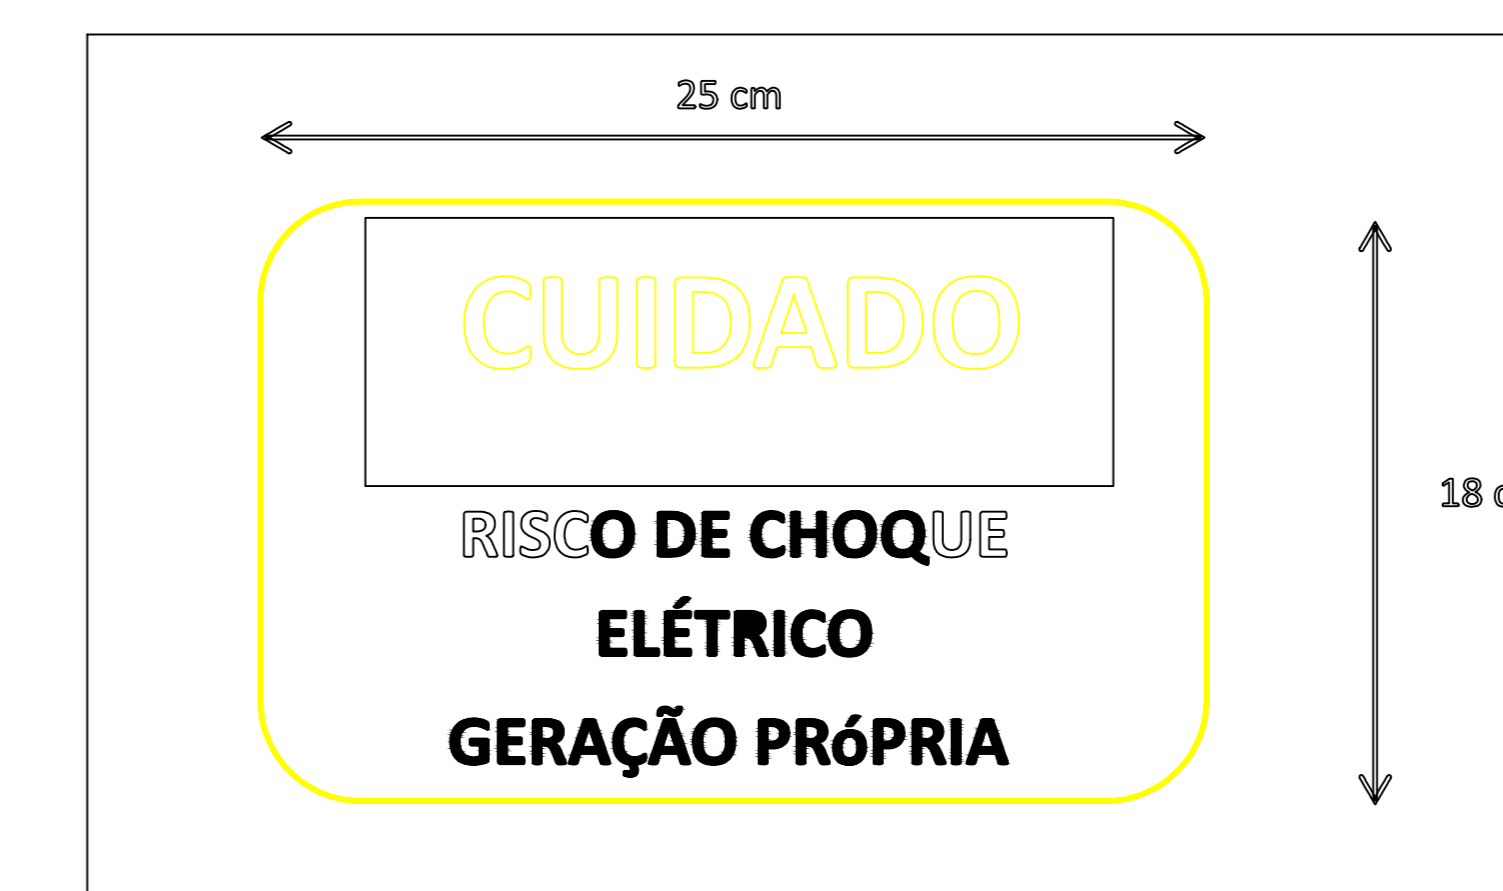 25 cm
CUIDADO
18
RISCO DE CHOQUE
ELÉTRICO
GERAÇÃO PRóPRIA